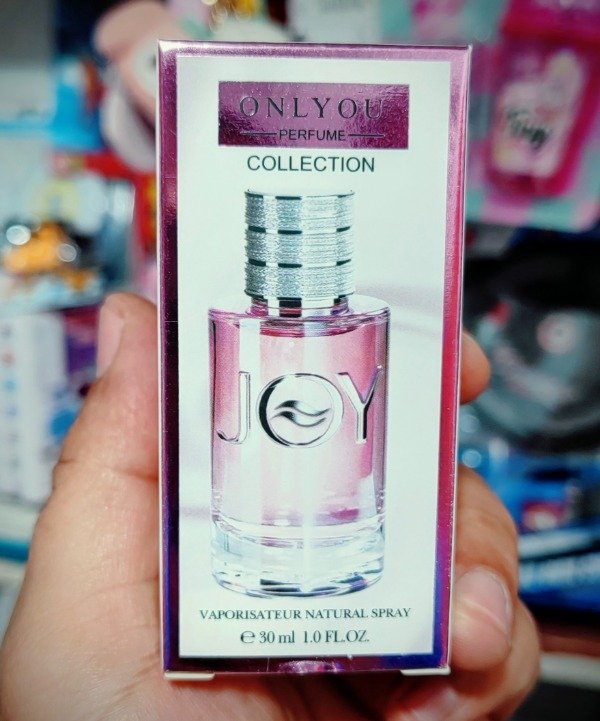 ONLYOU
PERFUME
COLLECTION
JOY
VAPORISATEUR NATURAL SPRAY
℮ 30 ml 1.0 FL.OZ.